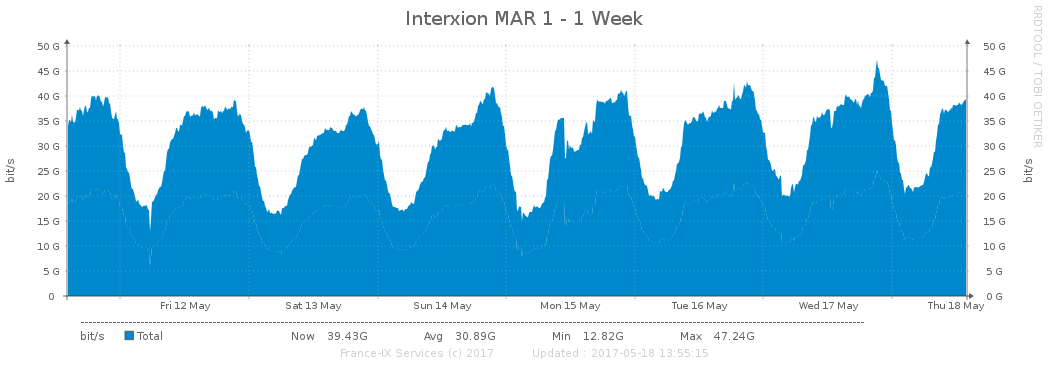 Interxion MAR 1 - 1 Week
RRDTOOL / TOBI OETIKER
bit/s
50 G
45 G
40 G
35 G
30 G
25 G
20 G
15 G
10 G
5 G
0
50 G
45 G
40 G
35 G
30 G
25 G
20 G
15 G
10 G
5 G
0 G
bit/s
Fri 12 May Sat 13 May Sun 14 May Mon 15 May Tue 16 May Wed 17 May Thu 18 May
bit/s Total Now 39.43G Avg 30.89G Min 12.82G Max 47.24G
France-IX Services (c) 2017 Updated : 2017-05-18 13:55:15